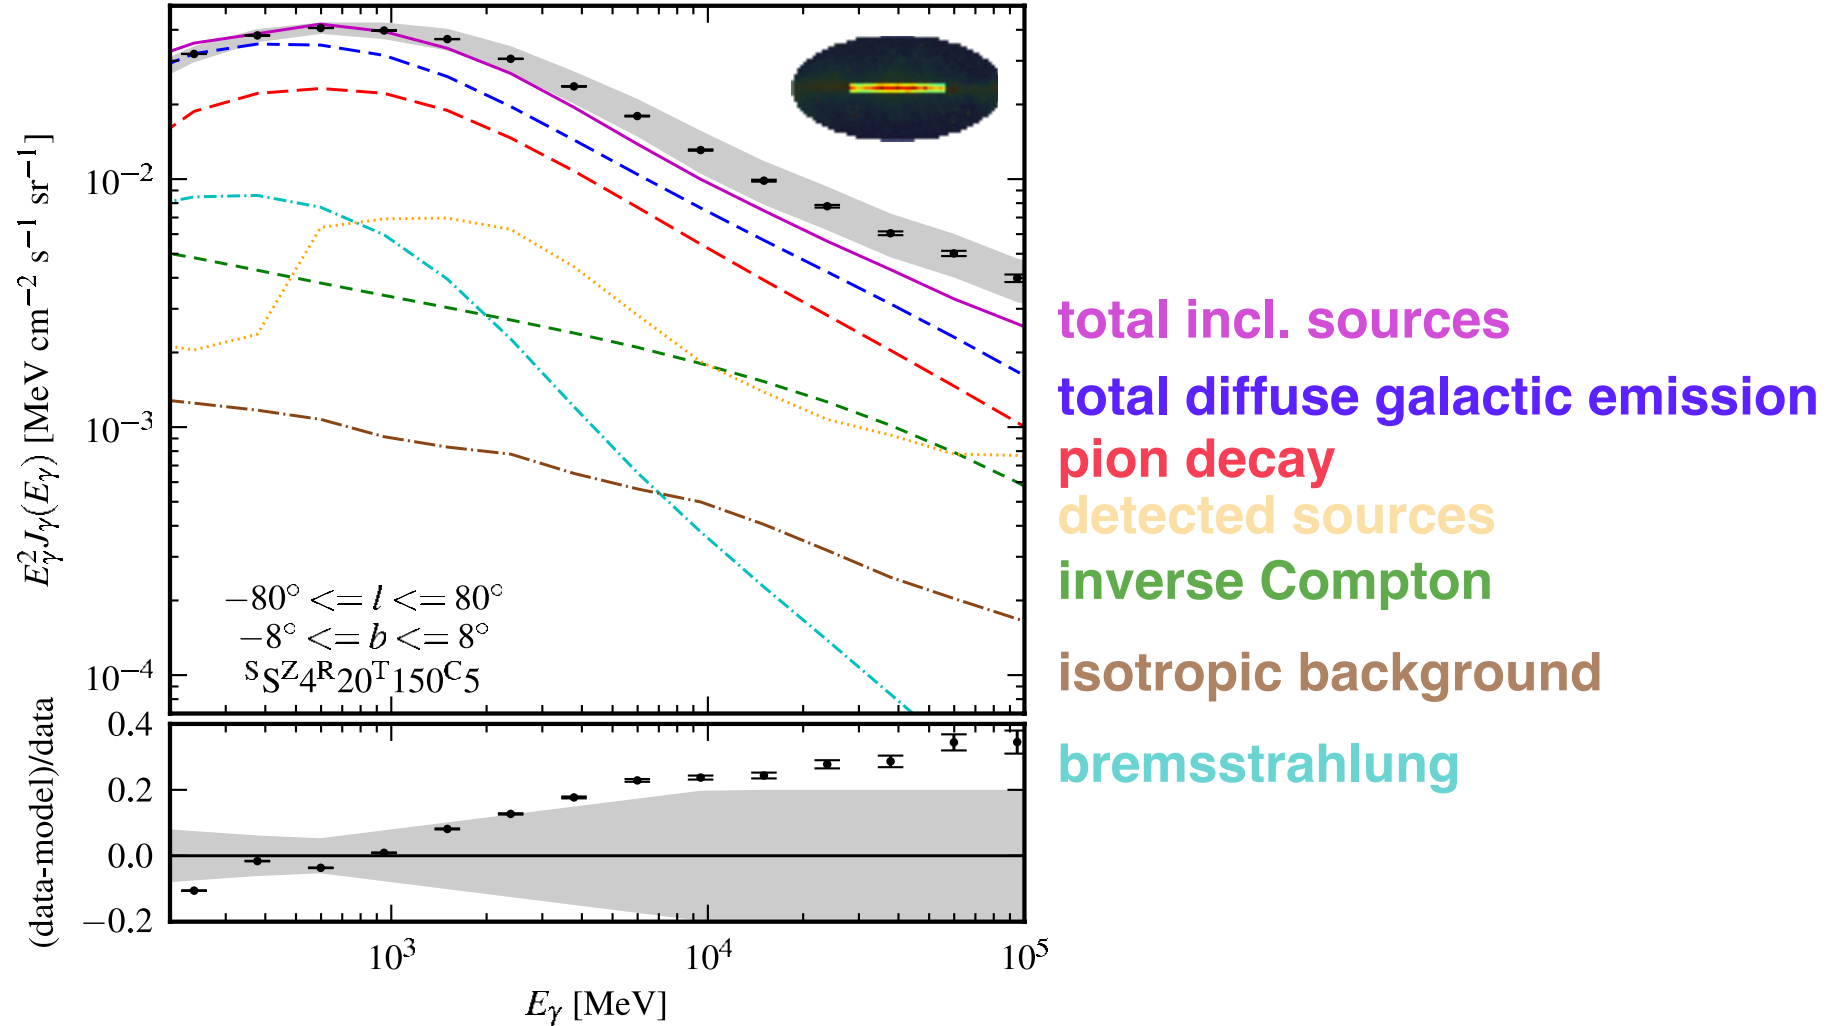 E²γJγ(Eγ) [MeV cm⁻² s⁻¹ sr⁻¹]
10⁻²
10⁻³
10⁻⁴
−80° <= l <= 80°
−8° <= b <= 8°
ˢSᶻ4ᴿ20ᵀ150ᶜ5
total incl. sources
total diffuse galactic emission
pion decay
detected sources
inverse Compton
isotropic background
bremsstrahlung
(data-model)/data
0.4
0.2
0.0
−0.2
10³ 10⁴ 10⁵
Eγ [MeV]